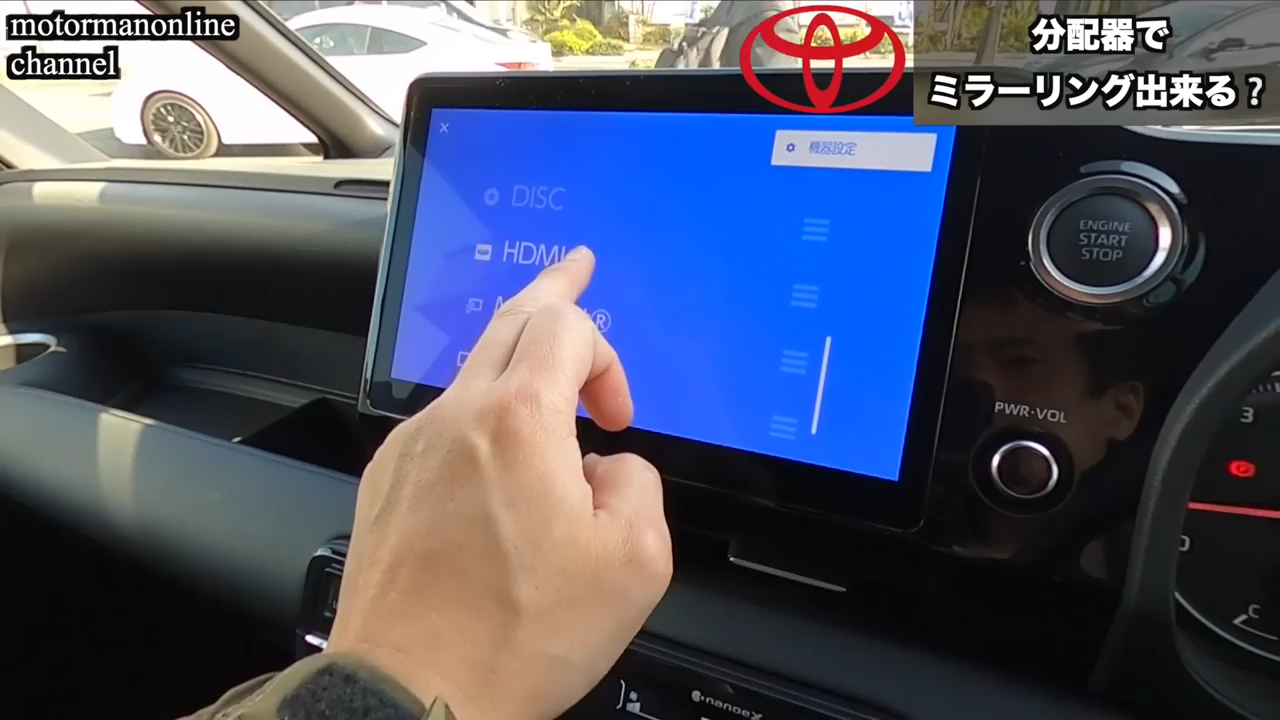 motormanonline
channel
分配器で
ミラーリング出来る？
機器設定
DISC
HDMI
ENGINE
START
STOP
PWR·VOL
3
nanoeX